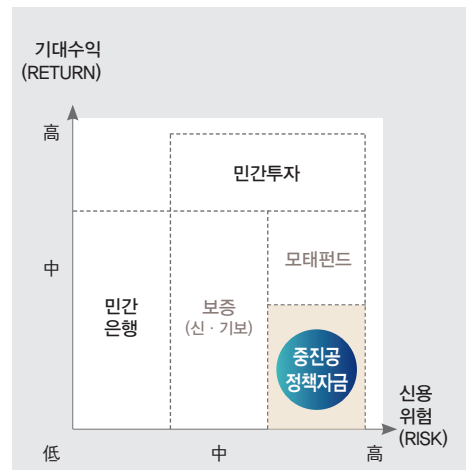 기대수익
(RETURN)
高
민간투자
中
모태펀드
민간
은행
보증
(신 · 기보)
중진공
정책자금
신용
위험
(RISK)
低
中
高